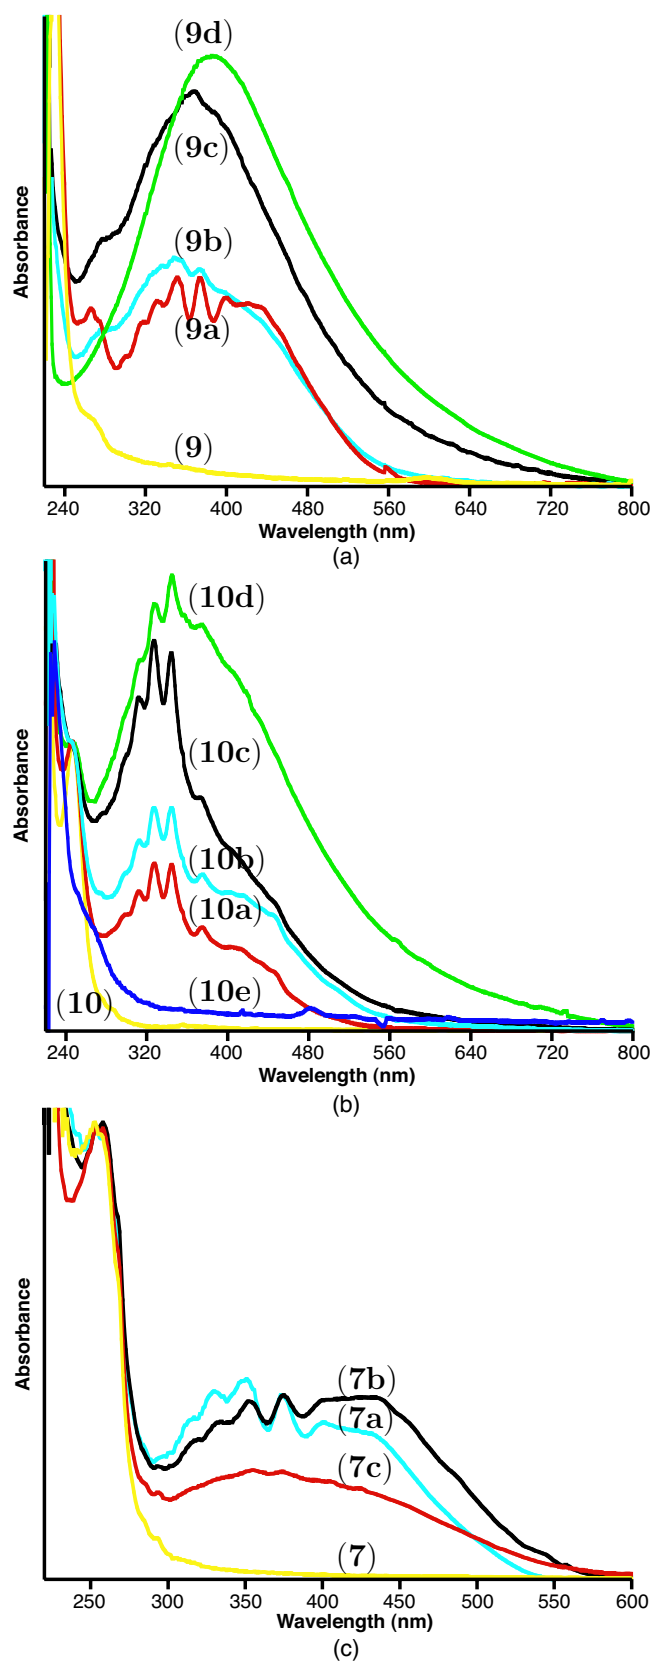 (9d)
(9c)
(9b)
(9a)
(9)
Absorbance
240 320 400 480 560 640 720 800
Wavelength (nm)
(a)
(10d)
(10c)
(10b)
(10a)
(10e)
(10)
Absorbance
240 320 400 480 560 640 720 800
Wavelength (nm)
(b)
(7b)
(7a)
(7c)
(7)
Absorbance
250 300 350 400 450 500 550 600
Wavelength (nm)
(c)